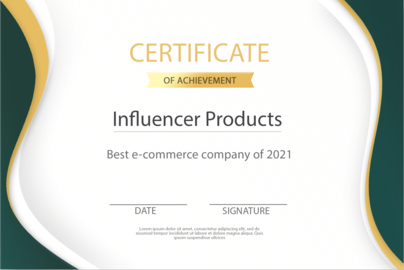 CERTIFICATE
OF ACHIEVEMENT
Influencer Products
Best e-commerce company of 2021
DATE
SIGNATURE
Lorem ipsum dolor sit amet, consectetur adipiscing elit, sed do
eiusmod tempor incididunt ut labore et dolore magna aliqua. Quis
ipsum suspendisse ultrices